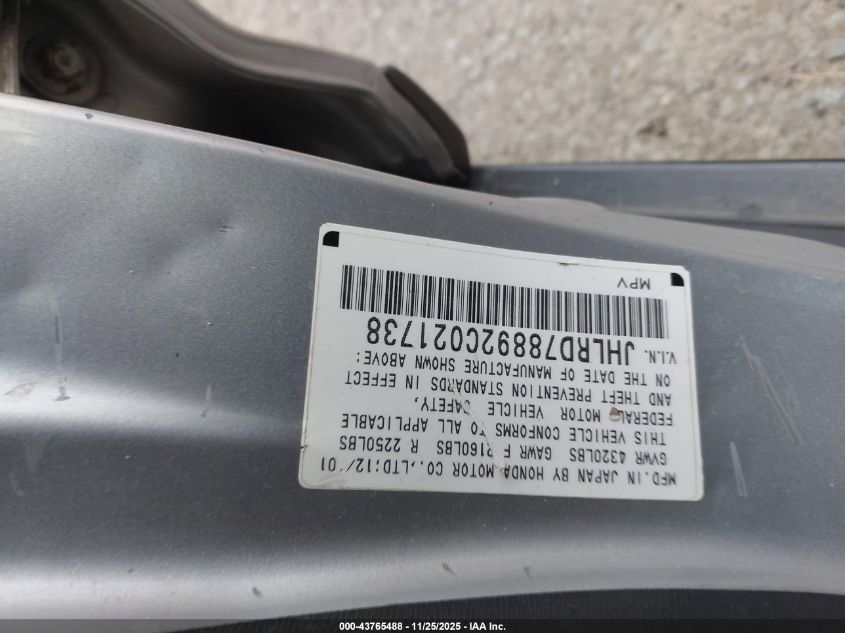 MFD.IN JAPAN BY HONDA MOTOR CO.,LTD;12/'01
GVWR 4320LBS GAWR F 2160LBS R 2250LBS
THIS VEHICLE CONFORMS TO ALL APPLICABLE
FEDERAL MOTOR VEHICLE SAFETY,
AND THEFT PREVENTION STANDARDS IN EFFECT
ON THE DATE OF MANUFACTURE SHOWN ABOVE:
V.I.N. JHLRD78892C021738
MPV
000-43765488 - 11/25/2025 - IAA Inc.